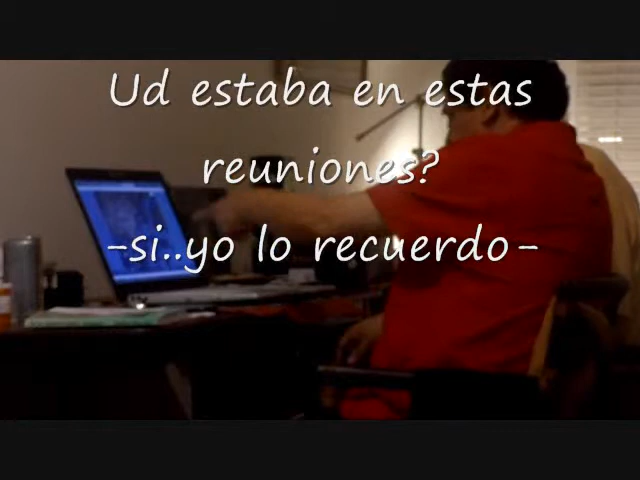 Ud estaba en estas
reuniones?
-si..yo lo recuerdo-